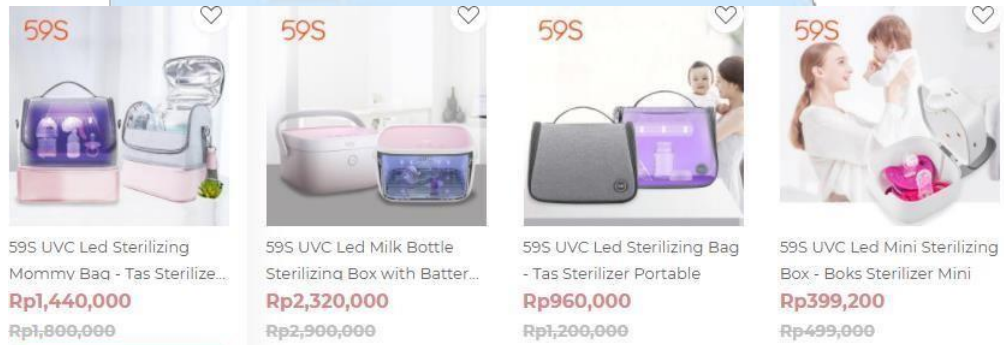 59S
59S UVC Led Sterilizing
Mommy Bag - Tas Sterilize...
Rp1,440,000
Rp1,800,000
59S
59S UVC Led Milk Bottle
Sterilizing Box with Batter...
Rp2,320,000
Rp2,900,000
59S
59S UVC Led Sterilizing Bag
- Tas Sterilizer Portable
Rp960,000
Rp1,200,000
59S
59S UVC Led Mini Sterilizing
Box - Boks Sterilizer Mini
Rp399,200
Rp499,000